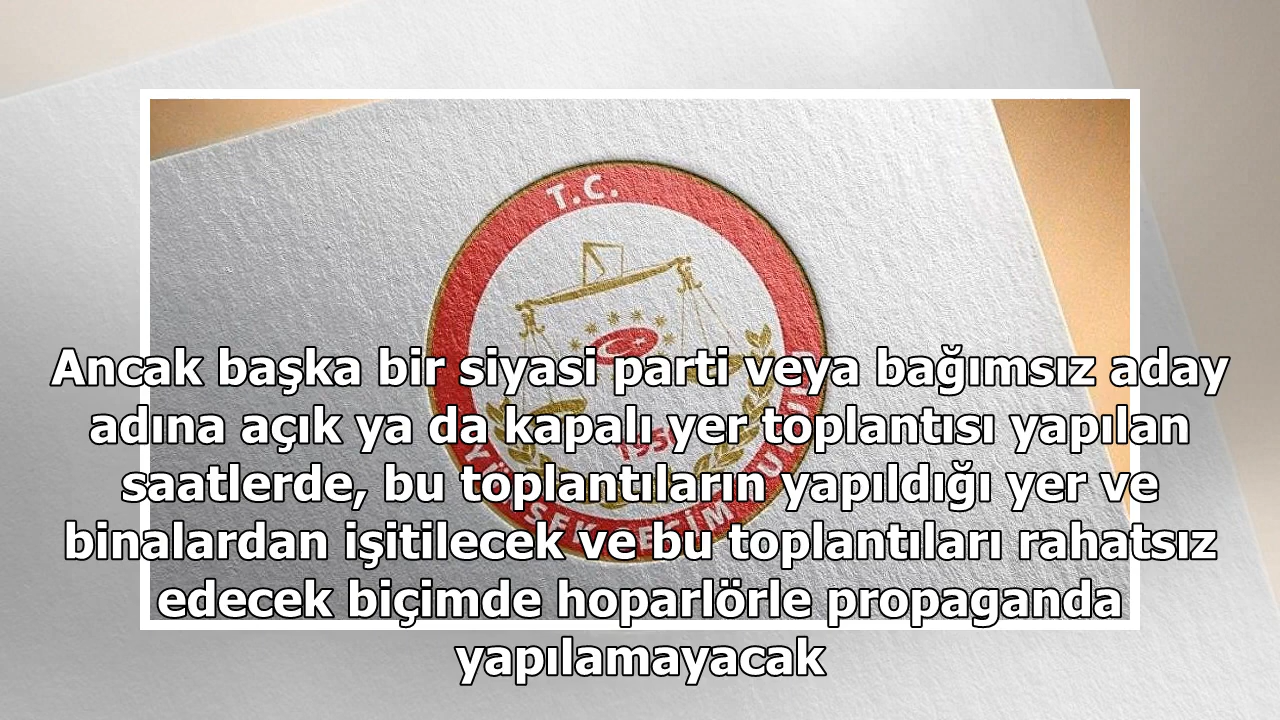 T.C.
Ancak başka bir siyasi parti veya bağımsız aday
adına açık ya da kapalı yer toplantısı yapılan
saatlerde, bu toplantıların yapıldığı yer ve
binalardan işitilecek ve bu toplantıları rahatsız
edecek biçimde hoparlörle propaganda
yapılamayacak